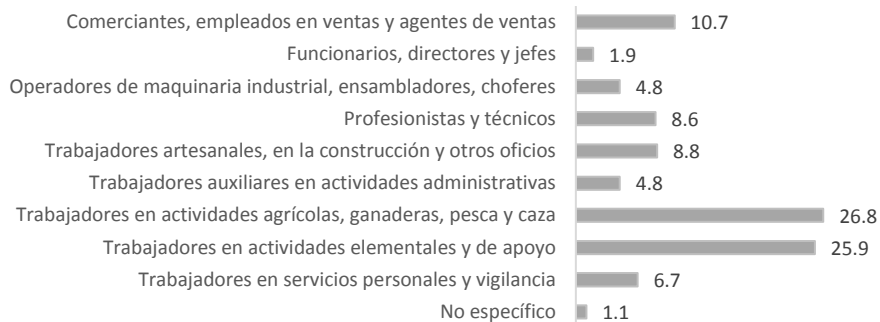 Comerciantes, empleados en ventas y agentes de ventas 10.7
Funcionarios, directores y jefes 1.9
Operadores de maquinaria industrial, ensambladores, choferes 4.8
Profesionistas y técnicos 8.6
Trabajadores artesanales, en la construcción y otros oficios 8.8
Trabajadores auxiliares en actividades administrativas 4.8
Trabajadores en actividades agrícolas, ganaderas, pesca y caza 26.8
Trabajadores en actividades elementales y de apoyo 25.9
Trabajadores en servicios personales y vigilancia 6.7
No específico 1.1